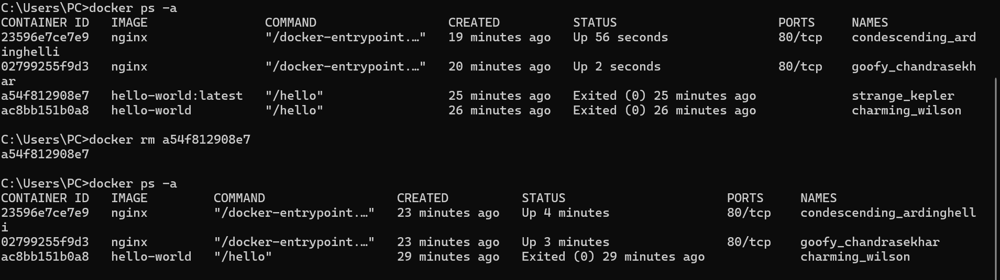 C:\Users\PC>docker ps -a
CONTAINER ID   IMAGE                COMMAND                  CREATED          STATUS                      PORTS     NAMES
23596e7ce7e9   nginx                "/docker-entrypoint.…"   19 minutes ago   Up 56 seconds               80/tcp    condescending_ard
inghelli
02799255f9d3   nginx                "/docker-entrypoint.…"   20 minutes ago   Up 2 seconds                80/tcp    goofy_chandrasekh
ar
a54f812908e7   hello-world:latest   "/hello"                 25 minutes ago   Exited (0) 25 minutes ago             strange_kepler
ac8bb151b0a8   hello-world          "/hello"                 26 minutes ago   Exited (0) 26 minutes ago             charming_wilson
C:\Users\PC>docker rm a54f812908e7
a54f812908e7
C:\Users\PC>docker ps -a
CONTAINER ID   IMAGE         COMMAND                  CREATED          STATUS                      PORTS     NAMES
23596e7ce7e9   nginx         "/docker-entrypoint.…"   23 minutes ago   Up 4 minutes                80/tcp    condescending_ardinghell
i
02799255f9d3   nginx         "/docker-entrypoint.…"   23 minutes ago   Up 3 minutes                80/tcp    goofy_chandrasekhar
ac8bb151b0a8   hello-world   "/hello"                 29 minutes ago   Exited (0) 29 minutes ago             charming_wilson